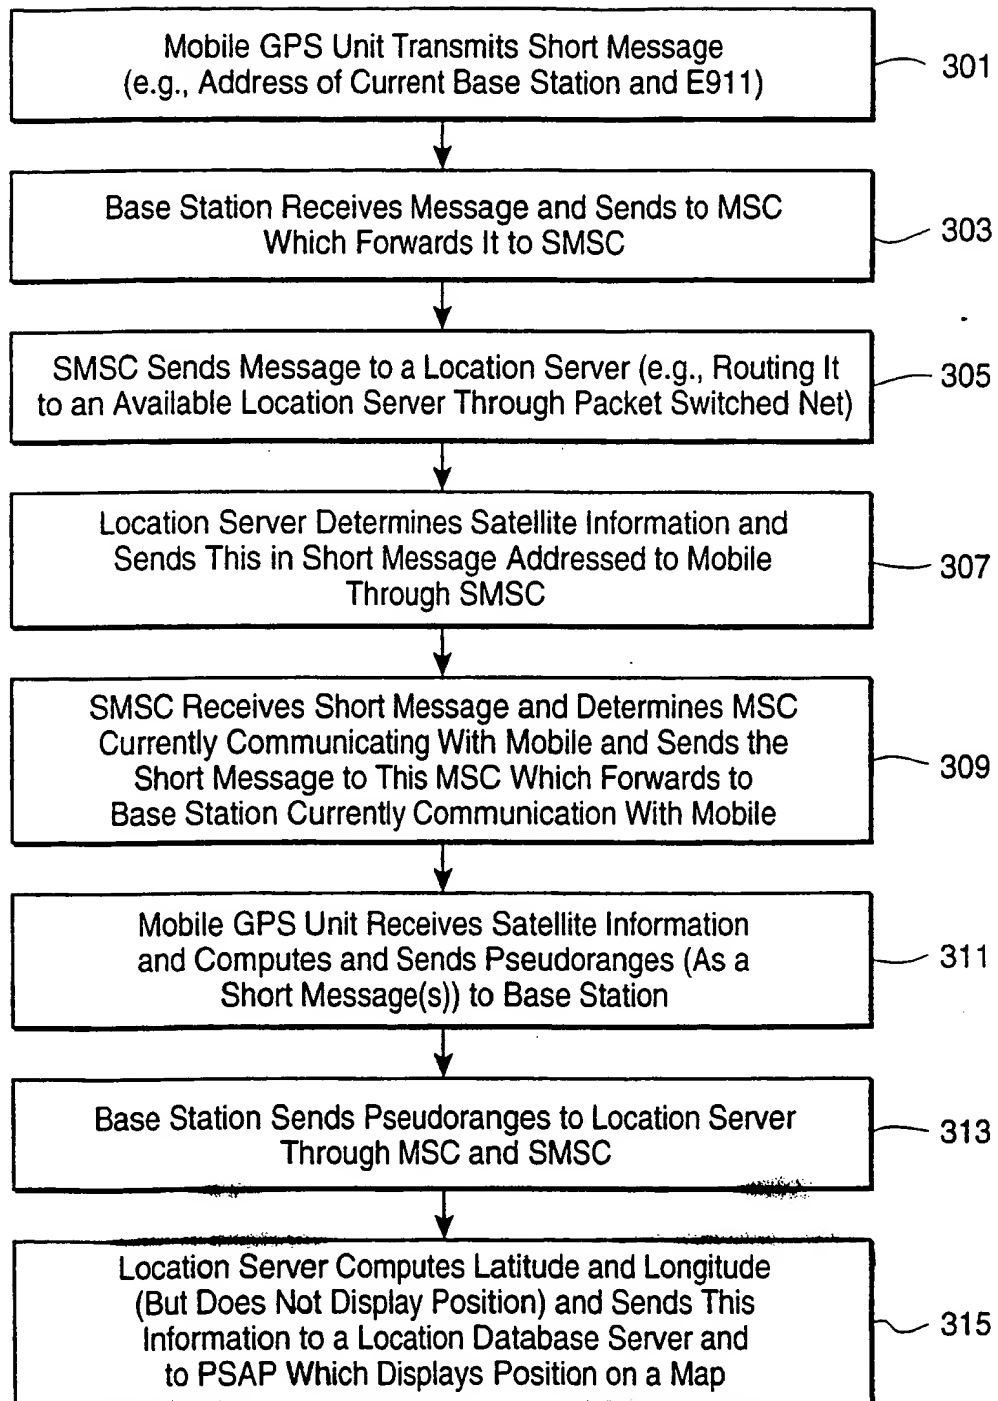 Mobile GPS Unit Transmits Short Message
(e.g., Address of Current Base Station and E911)
301
Base Station Receives Message and Sends to MSC
Which Forwards It to SMSC
303
SMSC Sends Message to a Location Server (e.g., Routing It
to an Available Location Server Through Packet Switched Net)
305
Location Server Determines Satellite Information and
Sends This in Short Message Addressed to Mobile
Through SMSC
307
SMSC Receives Short Message and Determines MSC
Currently Communicating With Mobile and Sends the
Short Message to This MSC Which Forwards to
Base Station Currently Communication With Mobile
309
Mobile GPS Unit Receives Satellite Information
and Computes and Sends Pseudoranges (As a
Short Message(s)) to Base Station
311
Base Station Sends Pseudoranges to Location Server
Through MSC and SMSC
313
Location Server Computes Latitude and Longitude
(But Does Not Display Position) and Sends This
Information to a Location Database Server and
to PSAP Which Displays Position on a Map
315